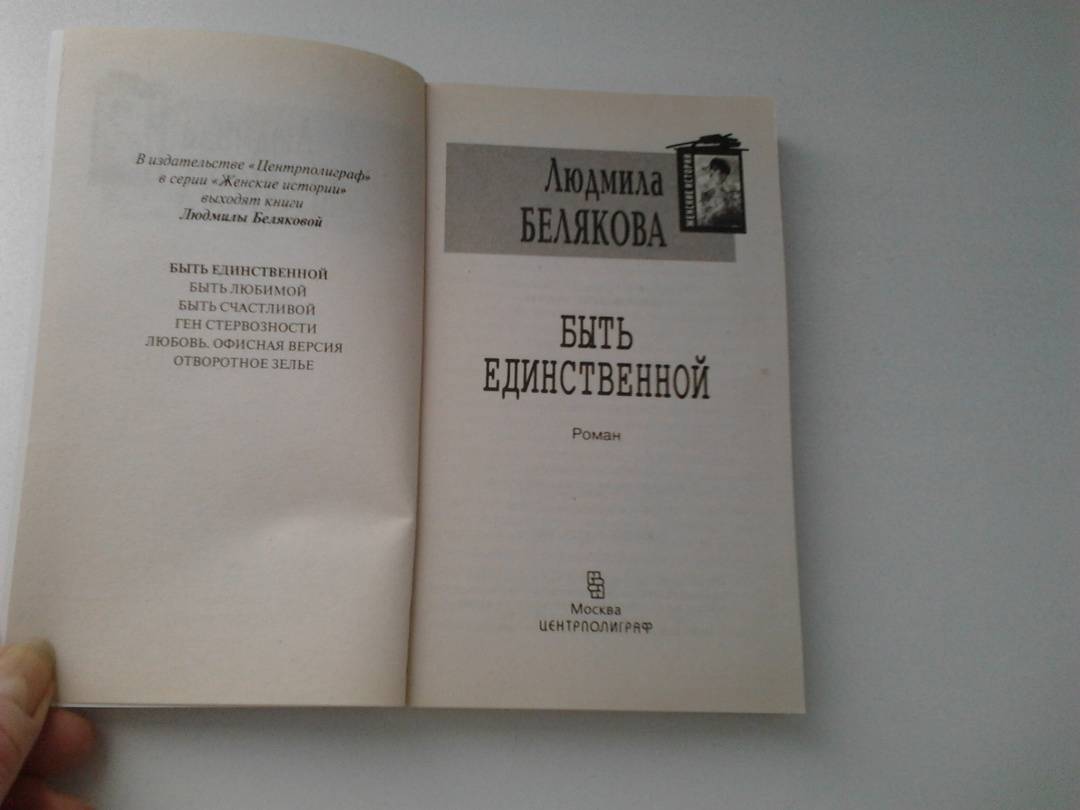 В издательстве «Центрполиграф»
в серии «Женские истории»
выходят книги
Людмилы Беляковой
БЫТЬ ЕДИНСТВЕННОЙ
БЫТЬ ЛЮБИМОЙ
БЫТЬ СЧАСТЛИВОЙ
ГЕН СТЕРВОЗНОСТИ
ЛЮБОВЬ. ОФИСНАЯ ВЕРСИЯ
ОТВОРОТНОЕ ЗЕЛЬЕ
Людмила
БЕЛЯКОВА
ЖЕНСКИЕ ИСТОРИИ
БЫТЬ
ЕДИНСТВЕННОЙ
Роман
Москва
ЦЕНТРПОЛИГРАФ